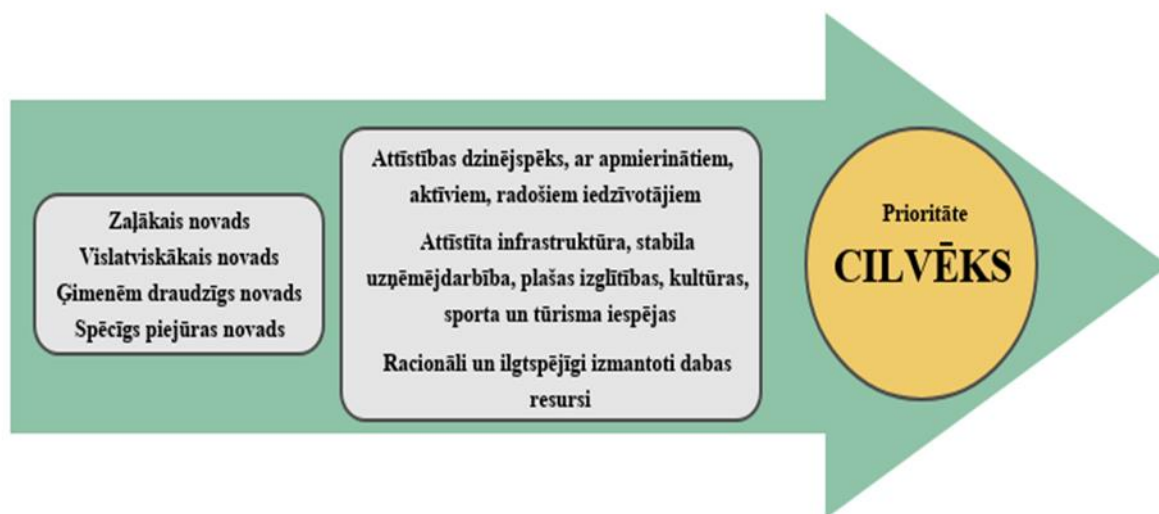 Zaļākais novads
Vislatviskākais novads
Ģimenēm draudzīgs novads
Spēcīgs piejūras novads
Attīstības dzinējspēks, ar apmierinātiem,
aktīviem, radošiem iedzīvotājiem
Attīstīta infrastruktūra, stabila
uzņēmējdarbība, plašas izglītības, kultūras,
sporta un tūrisma iespējas
Racionāli un ilgtspējīgi izmantoti dabas
resursi
Prioritāte
CILVĒKS